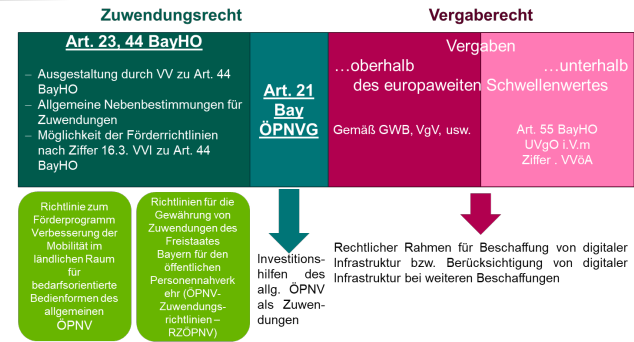 Zuwendungsrecht
Vergaberecht
Art. 23, 44 BayHO
– Ausgestaltung durch VV zu Art. 44
BayHO
– Allgemeine Nebenbestimmungen für
Zuwendungen
– Möglichkeit der Förderrichtlinien
nach Ziffer 16.3. VVI zu Art. 44
BayHO
Art. 21
Bay
ÖPNVG
Vergaben
…oberhalb …unterhalb
des europaweiten Schwellenwertes
Gemäß GWB, VgV, usw.
Art. 55 BayHO
UVgO i.V.m
Ziffer . VVöA
Richtlinie zum
Förderprogramm
Verbesserung der
Mobilität im
ländlichen Raum
für
bedarfsorientierte
Bedienformen des
allgemeinen
ÖPNV
Richtlinien für die
Gewährung von
Zuwendungen des
Freistaates
Bayern für den
öffentlichen
Personennahverk
ehr (ÖPNV-
Zuwendungs-
richtlinien –
RZÖPNV)
Investitions-
hilfen des
allg. ÖPNV
als Zuwen-
dungen
Rechtlicher Rahmen für Beschaffung von digitaler
Infrastruktur bzw. Berücksichtigung von digitaler
Infrastruktur bei weiteren Beschaffungen